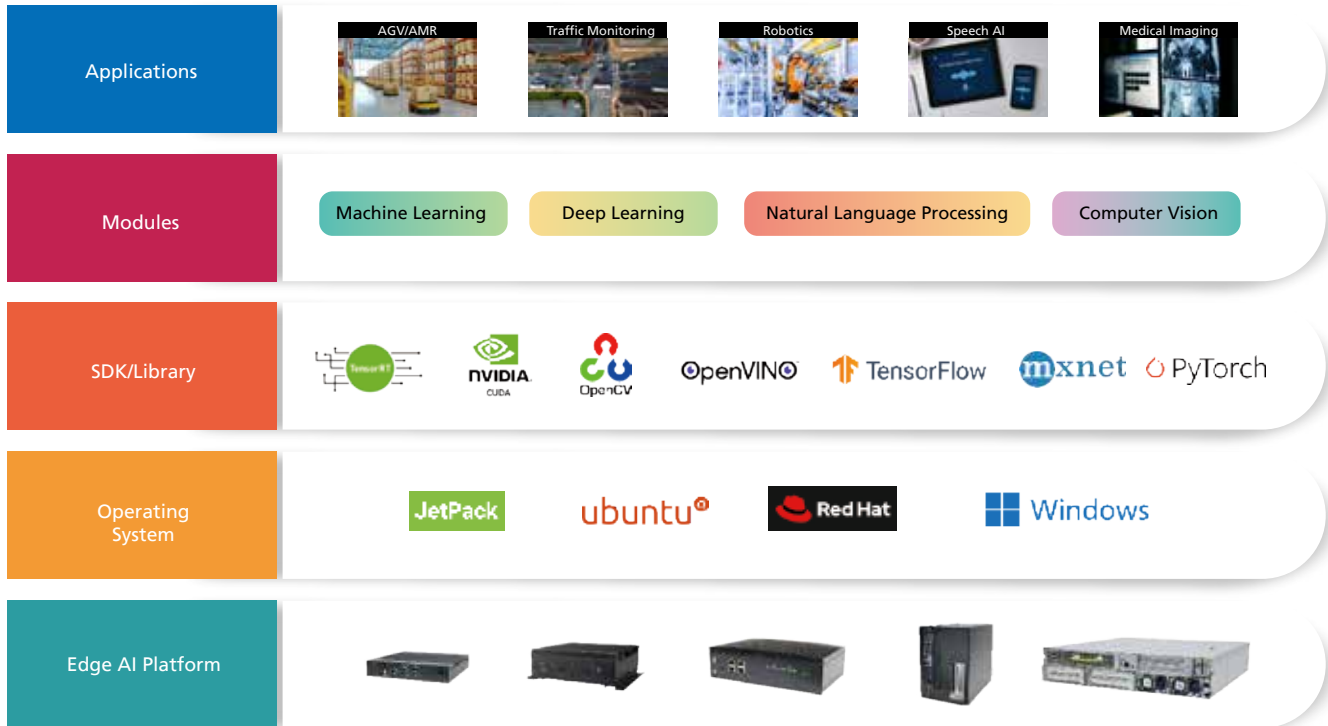 Applications
AGV/AMR
Traffic Monitoring
Robotics
Speech AI
Medical Imaging
Modules
Machine Learning
Deep Learning
Natural Language Processing
Computer Vision
SDK/Library
TensorRT
NVIDIA.
CUDA
OpenCV
OpenVINO
TensorFlow
mxnet
PyTorch
Operating
System
JetPack
ubuntu
Red Hat
Windows
Edge AI Platform